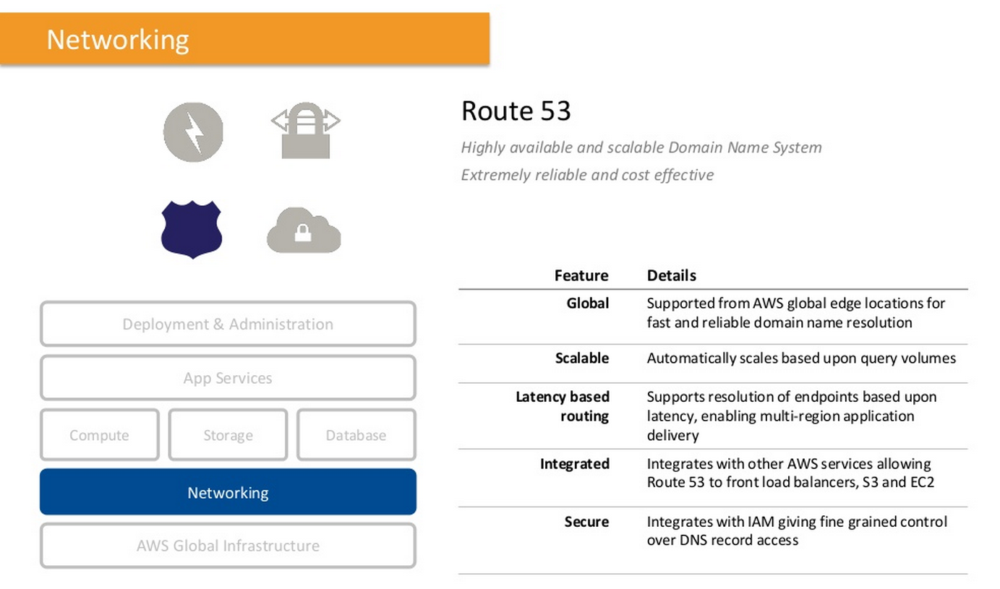 Networking
Route 53
Highly available and scalable Domain Name System
Extremely reliable and cost effective
Feature Details
Global Supported from AWS global edge locations for
fast and reliable domain name resolution
Scalable Automatically scales based upon query volumes
Latency based Supports resolution of endpoints based upon
routing latency, enabling multi-region application
delivery
Integrated Integrates with other AWS services allowing
Route 53 to front load balancers, S3 and EC2
Secure Integrates with IAM giving fine grained control
over DNS record access
Deployment & Administration
App Services
Compute Storage Database
Networking
AWS Global Infrastructure